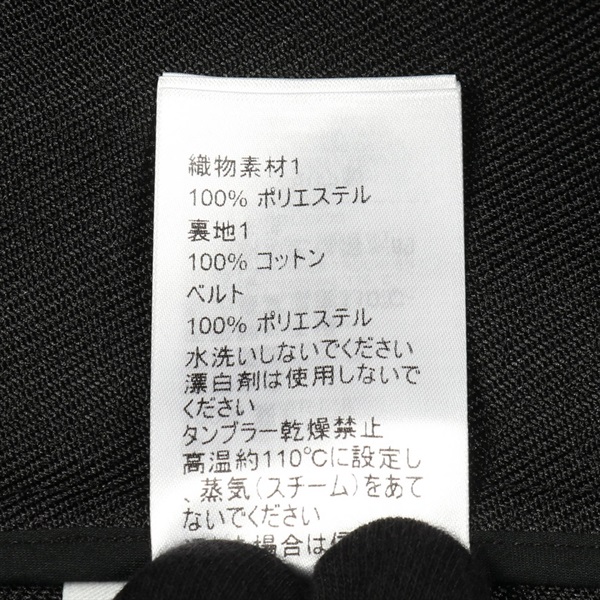 織物素材1
100% ポリエステル
裏地1
100% コットン
ベルト
100% ポリエステル
水洗いしないでください
漂白剤は使用しないで
ください
タンブラー乾燥禁止
高温約110℃に設定し
、蒸気(スチーム)をあて
ないでください
場合は